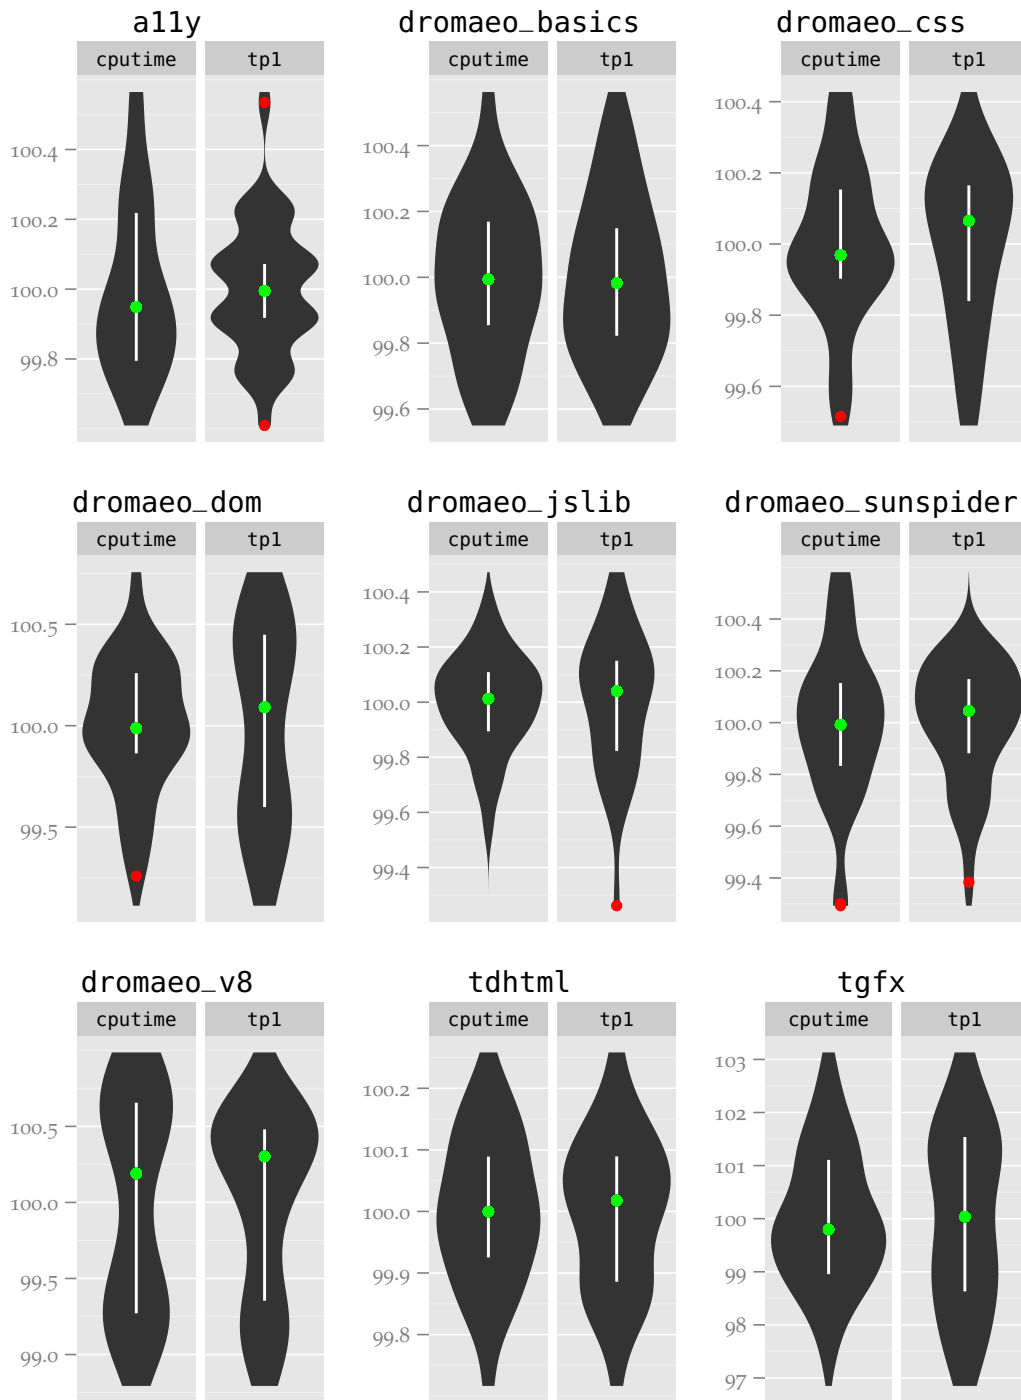 a11y
cputime tp1
100.4
100.2
100.0
99.8
dromaeo_basics
cputime tp1
100.4
100.2
100.0
99.8
99.6
dromaeo_css
cputime tp1
100.4
100.2
100.0
99.8
99.6
dromaeo_dom
cputime tp1
100.5
100.0
99.5
dromaeo_jslib
cputime tp1
100.4
100.2
100.0
99.8
99.6
99.4
dromaeo_sunspider
cputime tp1
100.4
100.2
100.0
99.8
99.6
99.4
dromaeo_v8
cputime tp1
100.5
100.0
99.5
99.0
tdhtml
cputime tp1
100.2
100.1
100.0
99.9
99.8
tgfx
cputime tp1
103
102
101
100
99
98
97